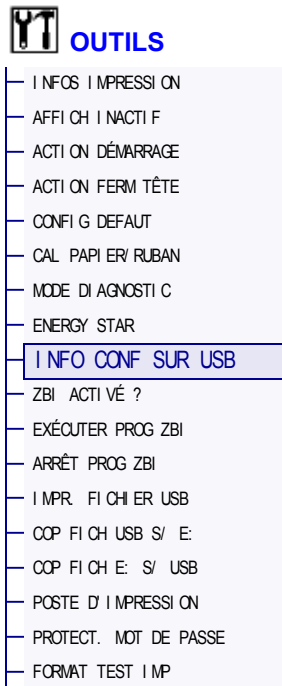 OUTILS
INFOS IMPRESSION
AFFICH INACTIF
ACTION DÉMARRAGE
ACTION FERM TÊTE
CONFIG DEFAUT
CAL PAPIER/RUBAN
MODE DIAGNOSTIC
ENERGY STAR
INFO CONF SUR USB
ZBI ACTIVÉ ?
EXÉCUTER PROG ZBI
ARRÊT PROG ZBI
IMPR. FICHIER USB
COP FICH USB S/ E:
COP FICH E: S/ USB
POSTE D'IMPRESSION
PROTECT. MOT DE PASSE
FORMAT TEST IMP